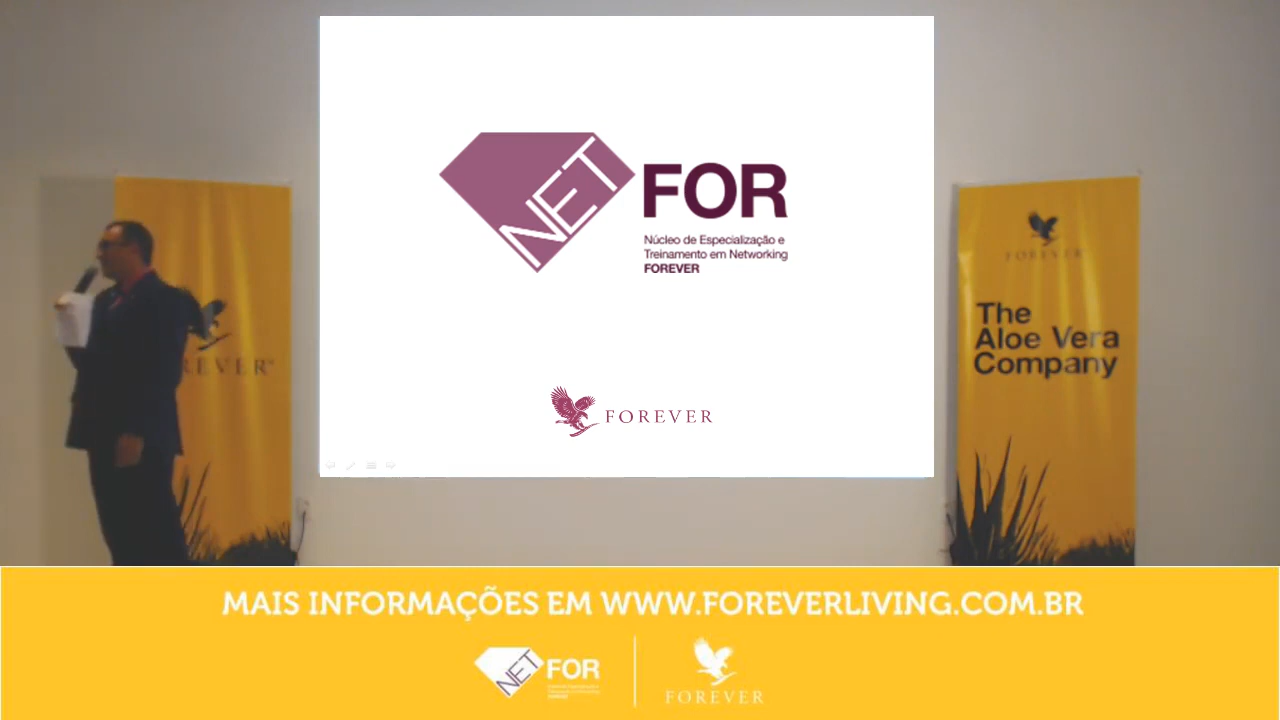 NET
FOR
Núcleo de Especialização e
Treinamento em Networking
FOREVER
FOREVER
REVER
FOREVER
The
Aloe Vera
Company
MAIS INFORMAÇÕES EM WWW.FOREVERLIVING.COM.BR
NET
FOR
FOREVER